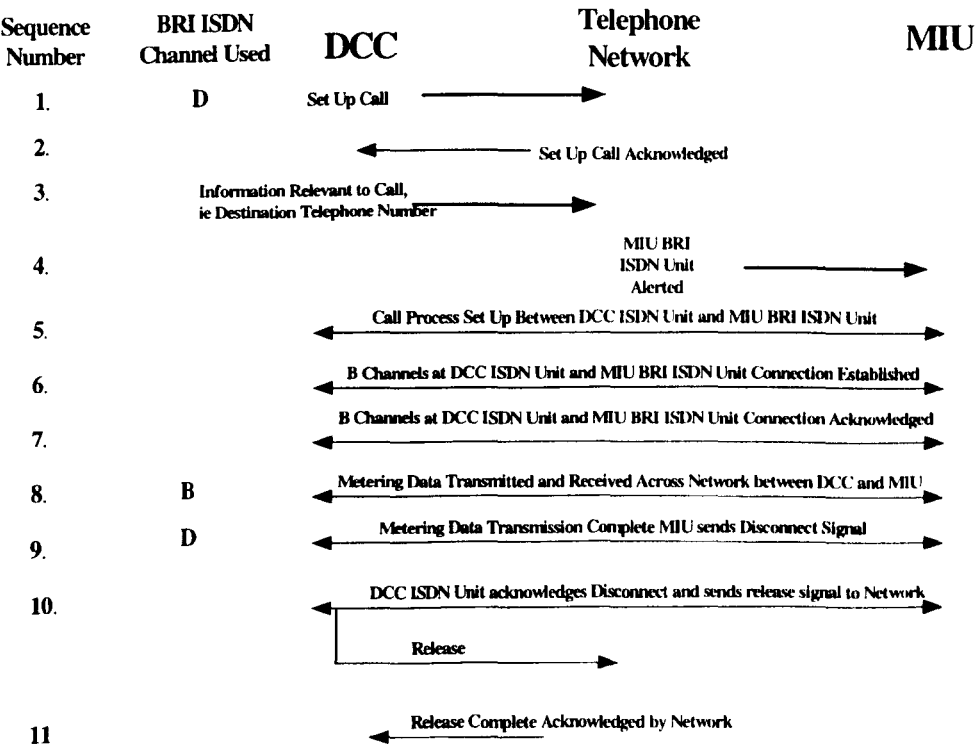 Sequence Number
BRI ISDN Channel Used
DCC
Telephone Network
MIU
1.
D
Set Up Call
2.
Set Up Call Acknowledged
3.
Information Relevant to Call,
ie Destination Telephone Number
4.
MIU BRI
ISDN Unit
Alerted
5.
Call Process Set Up Between DCC ISDN Unit and MIU BRI ISDN Unit
6.
B Channels at DCC ISDN Unit and MIU BRI ISDN Unit Connection Established
7.
B Channels at DCC ISDN Unit and MIU BRI ISDN Unit Connection Acknowledged
8.
B
Metering Data Transmitted and Received Across Network between DCC and MIU
9.
D
Metering Data Transmission Complete MIU sends Disconnect Signal
10.
DCC ISDN Unit acknowledges Disconnect and sends release signal to Network
Release
11
Release Complete Acknowledged by Network